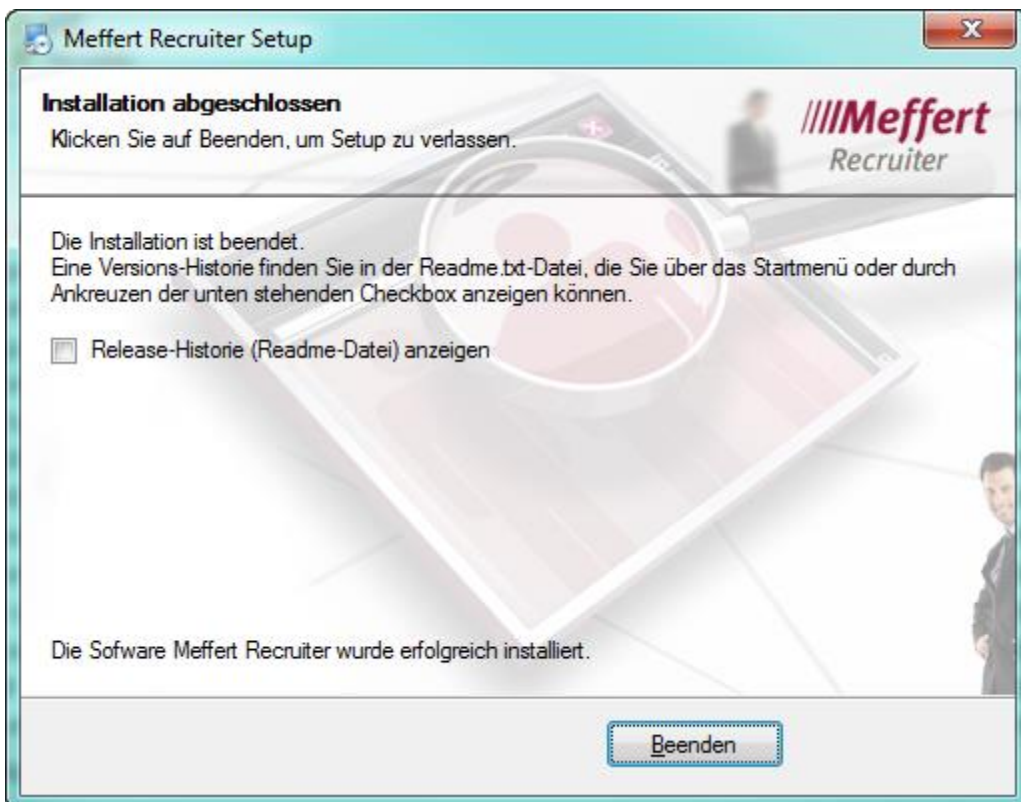 Meffert Recruiter Setup
Installation abgeschlossen
Klicken Sie auf Beenden, um Setup zu verlassen.
////Meffert
Recruiter
Die Installation ist beendet.
Eine Versions-Historie finden Sie in der Readme.txt-Datei, die Sie über das Startmenü oder durch
Ankreuzen der unten stehenden Checkbox anzeigen können.
Release-Historie (Readme-Datei) anzeigen
Die Sofware Meffert Recruiter wurde erfolgreich installiert.
Beenden